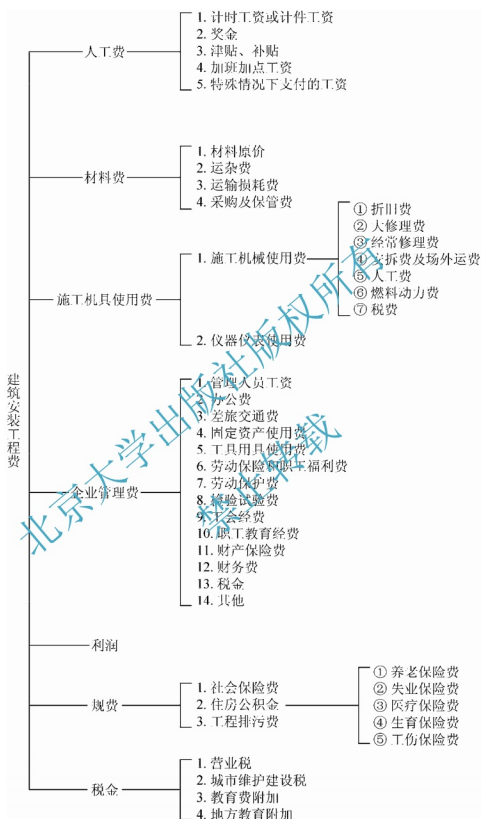 建筑安装工程费
人工费
1. 计时工资或计件工资
2. 奖金
3. 津贴、补贴
4. 加班加点工资
5. 特殊情况下支付的工资
材料费
1. 材料原价
2. 运杂费
3. 运输损耗费
4. 采购及保管费
施工机具使用费
1. 施工机械使用费
① 折旧费
② 大修理费
③ 经常修理费
④ 安拆费及场外运费
⑤ 人工费
⑥ 燃料动力费
⑦ 税费
2. 仪器仪表使用费
企业管理费
1. 管理人员工资
2. 办公费
3. 差旅交通费
4. 固定资产使用费
5. 工具用具使用费
6. 劳动保险和职工福利费
7. 劳动保护费
8. 检验试验费
9. 工会经费
10. 职工教育经费
11. 财产保险费
12. 财务费
13. 税金
14. 其他
利润
规费
1. 社会保险费
2. 住房公积金
3. 工程排污费
① 养老保险费
② 失业保险费
③ 医疗保险费
④ 生育保险费
⑤ 工伤保险费
税金
1. 营业税
2. 城市维护建设税
3. 教育费附加
4. 地方教育附加
北京大学出版社版权所有
禁止转载